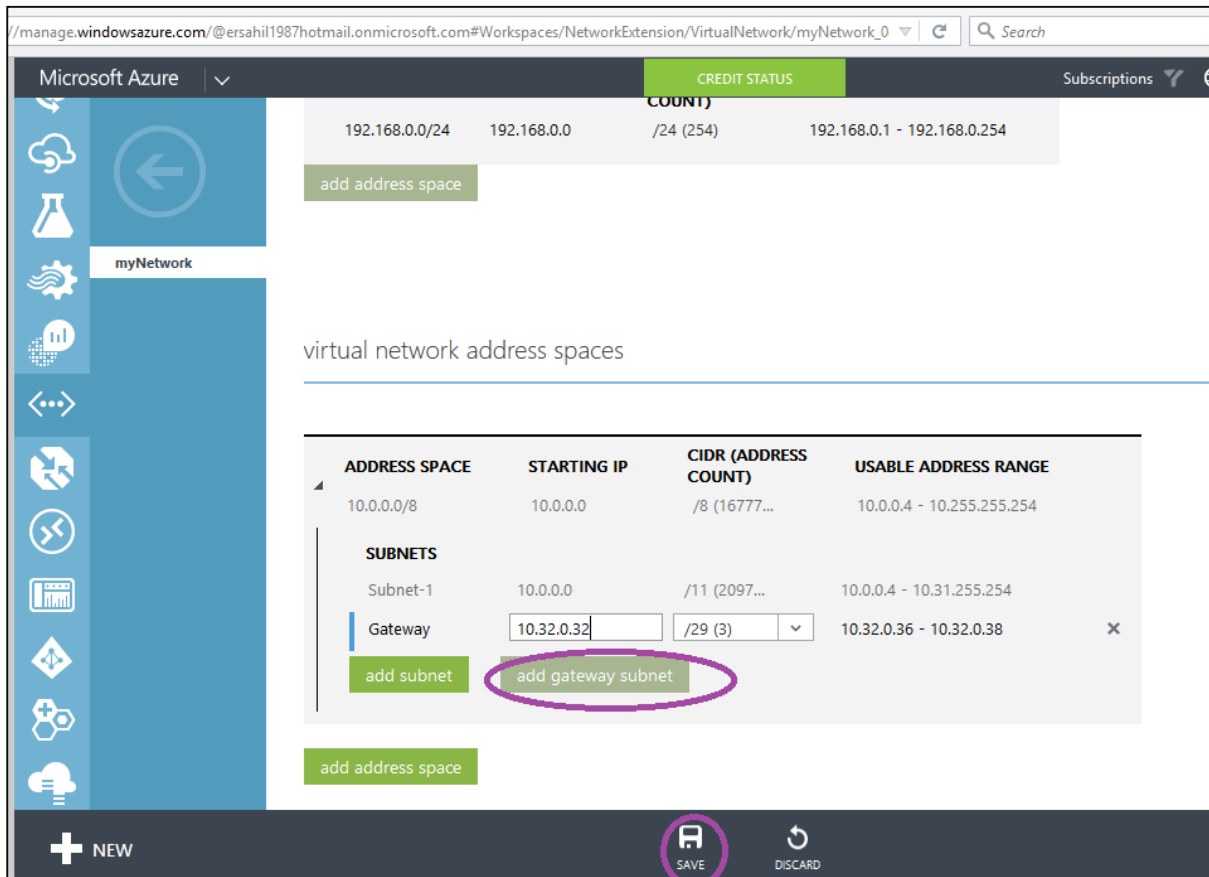 //manage.windowsazure.com/@ersahil1987hotmail.onmicrosoft.com#Workspaces/NetworkExtension/VirtualNetwork/myNetwork_0 Search
Microsoft Azure CREDIT STATUS Subscriptions
COUNT)
192.168.0.0/24 192.168.0.0 /24 (254) 192.168.0.1 - 192.168.0.254
add address space
myNetwork
virtual network address spaces
ADDRESS SPACE STARTING IP CIDR (ADDRESS COUNT) USABLE ADDRESS RANGE
10.0.0.0/8 10.0.0.0 /8 (16777... 10.0.0.4 - 10.255.255.254
SUBNETS
Subnet-1 10.0.0.0 /11 (2097... 10.0.0.4 - 10.31.255.254
Gateway 10.32.0.32 /29 (3) 10.32.0.36 - 10.32.0.38
add subnet add gateway subnet
add address space
NEW SAVE DISCARD